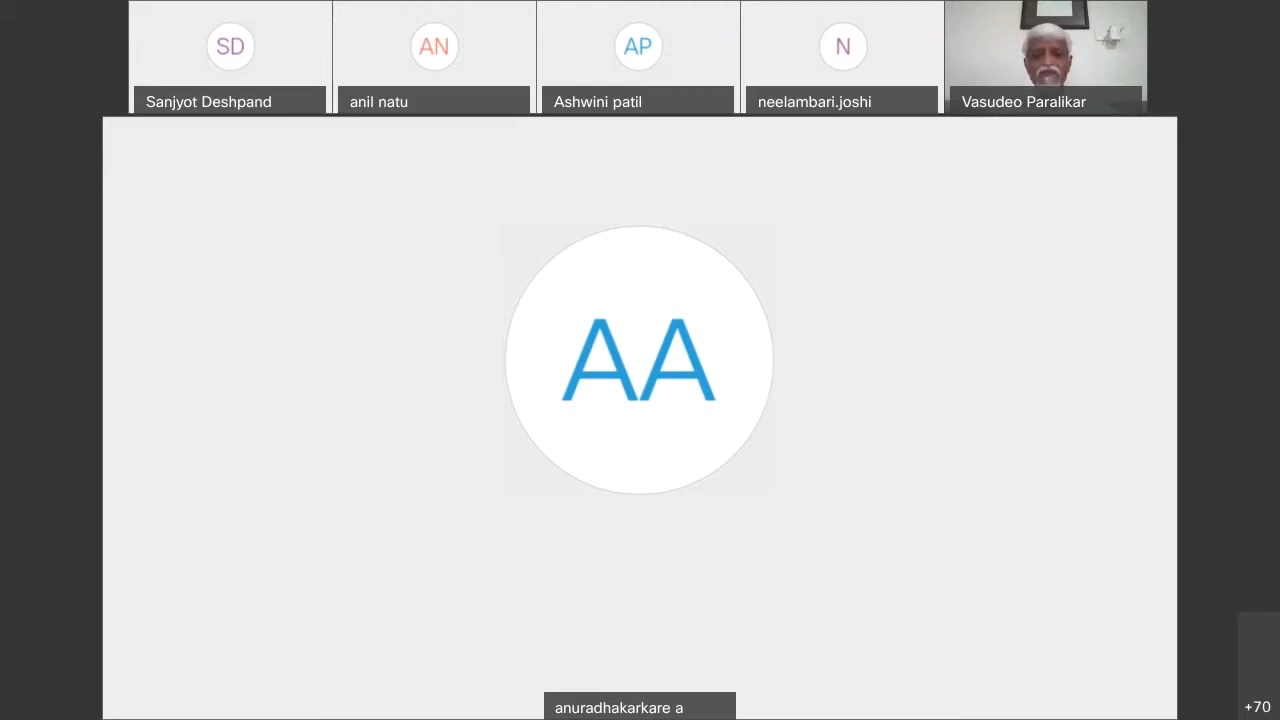 SD
AN
AP
N
Sanjyot Deshpand
anil natu
Ashwini patil
neelambari.joshi
Vasudeo Paralikar
AA
anuradhakarkare a
+70